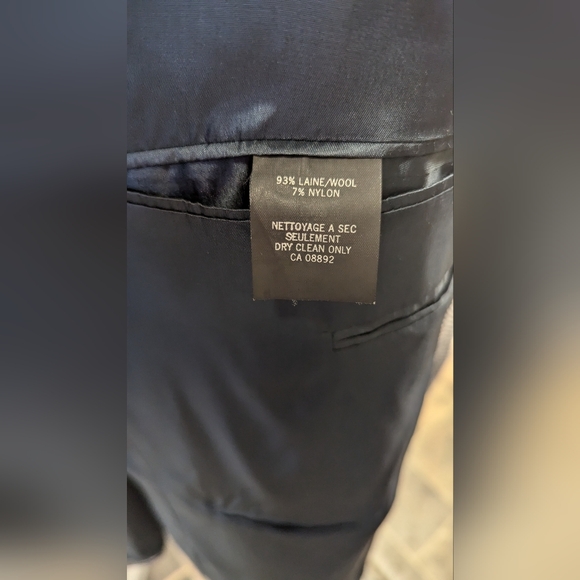 93% LAINE/WOOL
7% NYLON
NETTOYAGE A SEC
SEULEMENT
DRY CLEAN ONLY
CA 08892